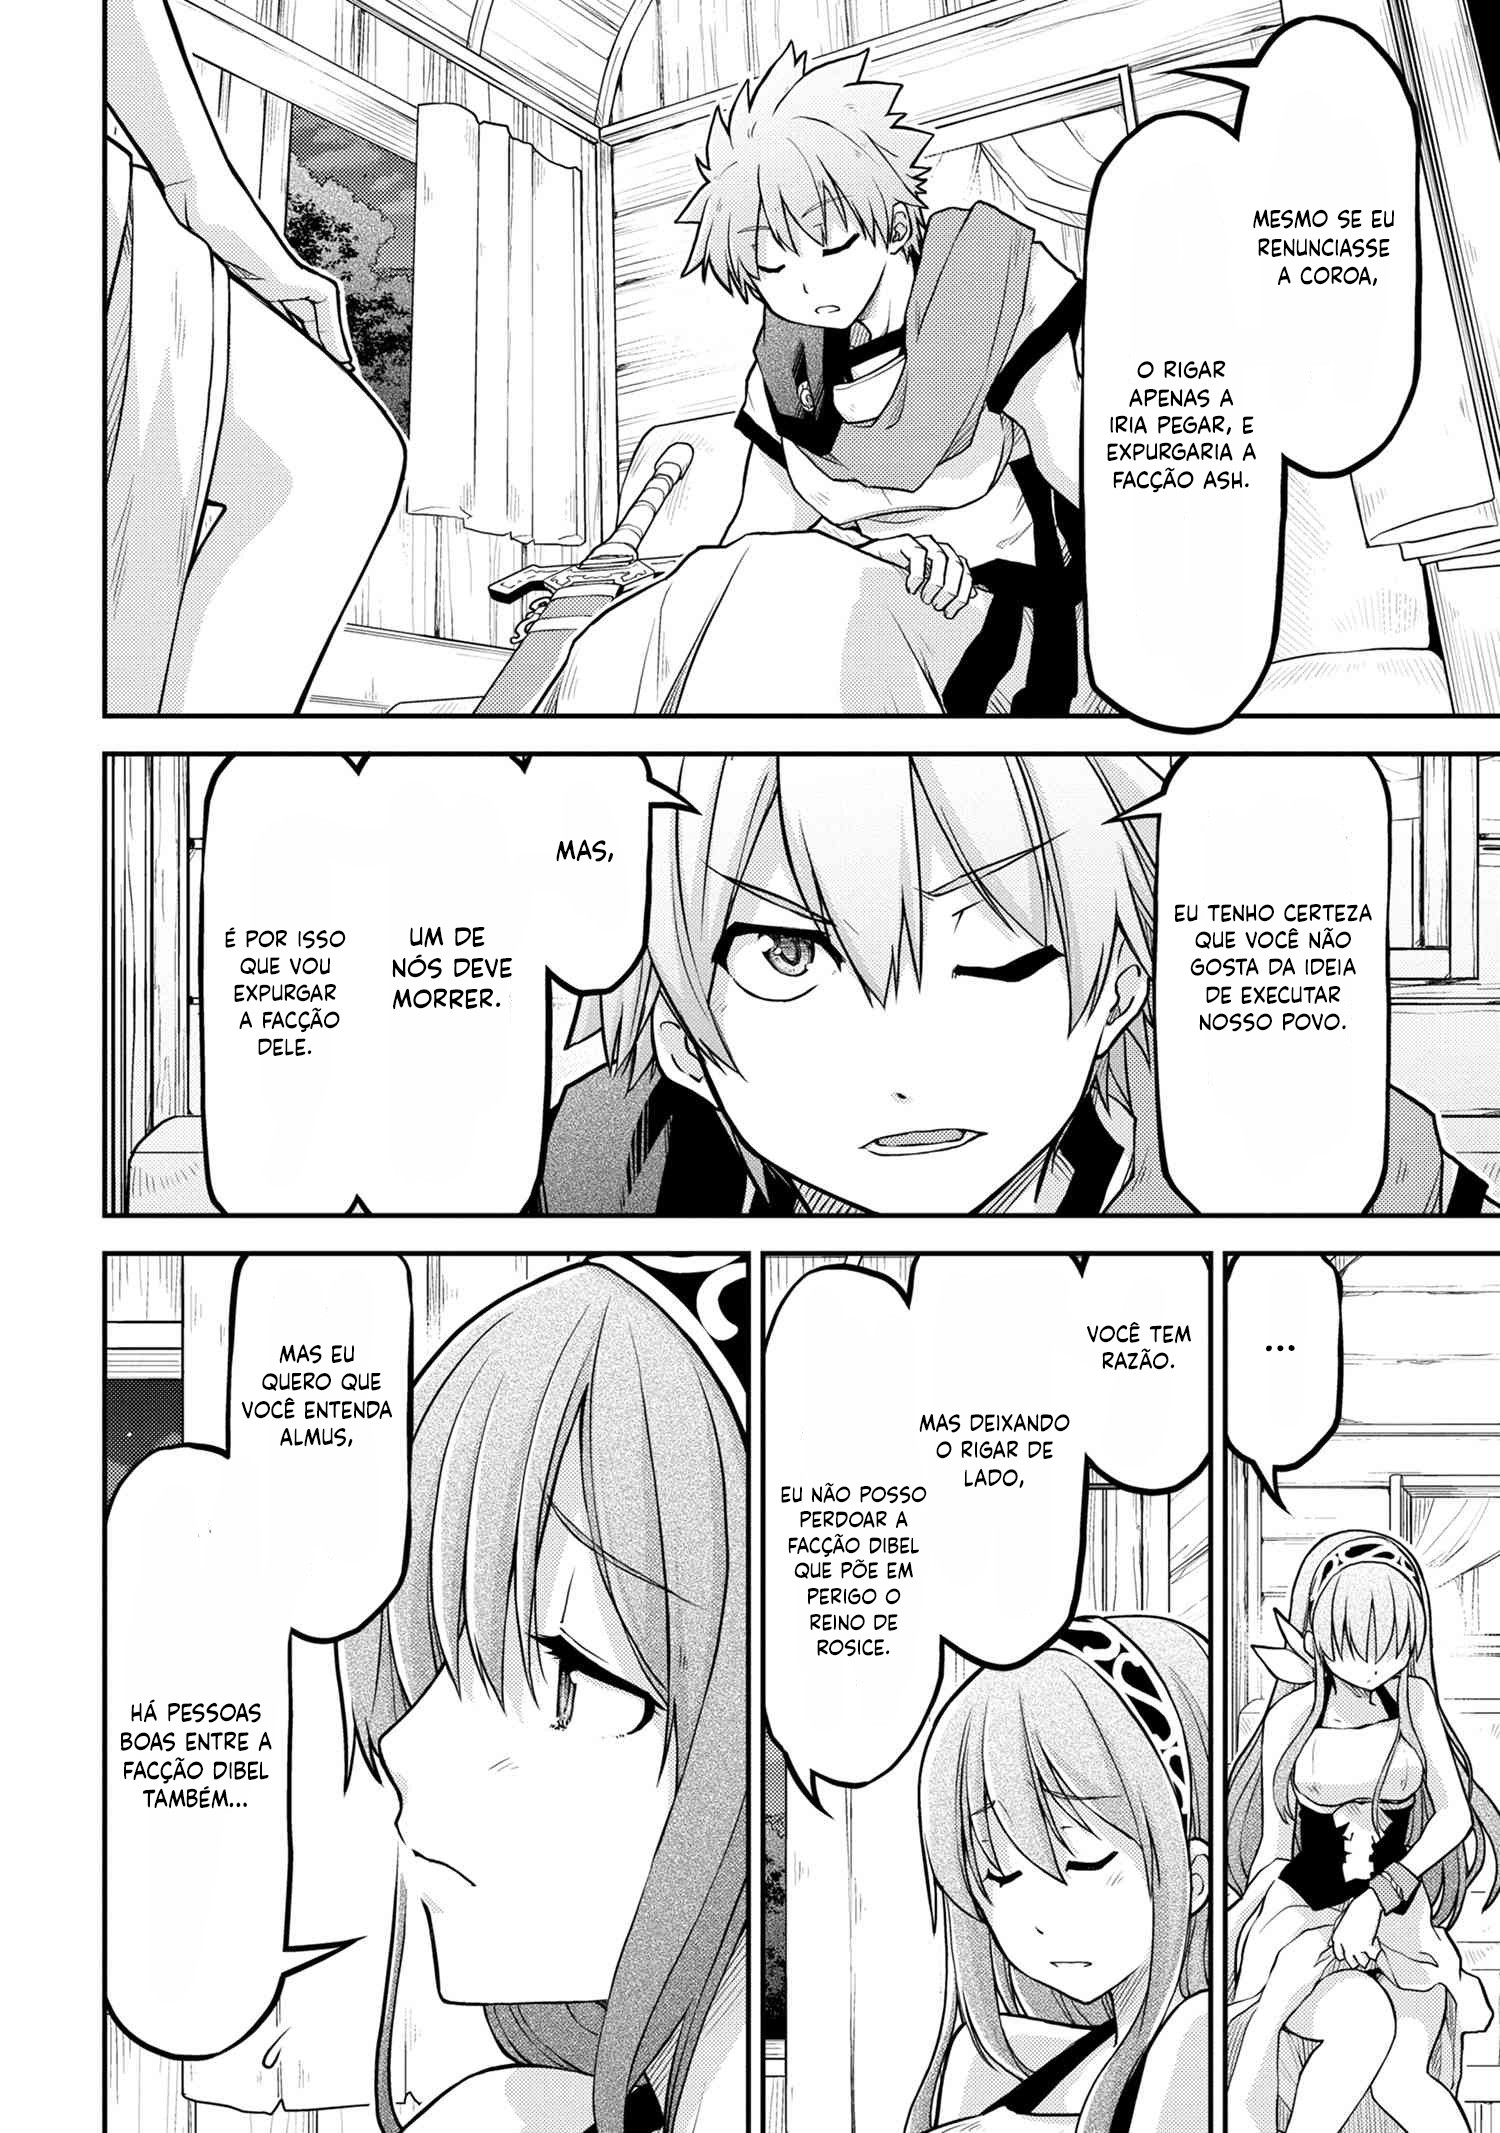 MESMO SE EU
RENUNCIASSE
A COROA,
O RIGAR
APENAS A
IRIA PEGAR, E
EXPURGARIA A
FACÇÃO ASH.
EU TENHO CERTEZA
QUE VOCÊ NÃO
GOSTA DA IDEIA
DE EXECUTAR
NOSSO POVO.
MAS,
UM DE
NÓS DEVE
MORRER.
É POR ISSO
QUE VOU
EXPURGAR
A FACÇÃO
DELE.
...
VOCÊ TEM
RAZÃO.
MAS DEIXANDO
O RIGAR DE
LADO,
EU NÃO POSSO
PERDOAR A
FACÇÃO DIBEL
QUE PÕE EM
PERIGO O
REINO DE
ROSICE.
MAS EU
QUERO QUE
VOCÊ ENTENDA
ALMUS,
HÁ PESSOAS
BOAS ENTRE A
FACÇÃO DIBEL
TAMBÉM...